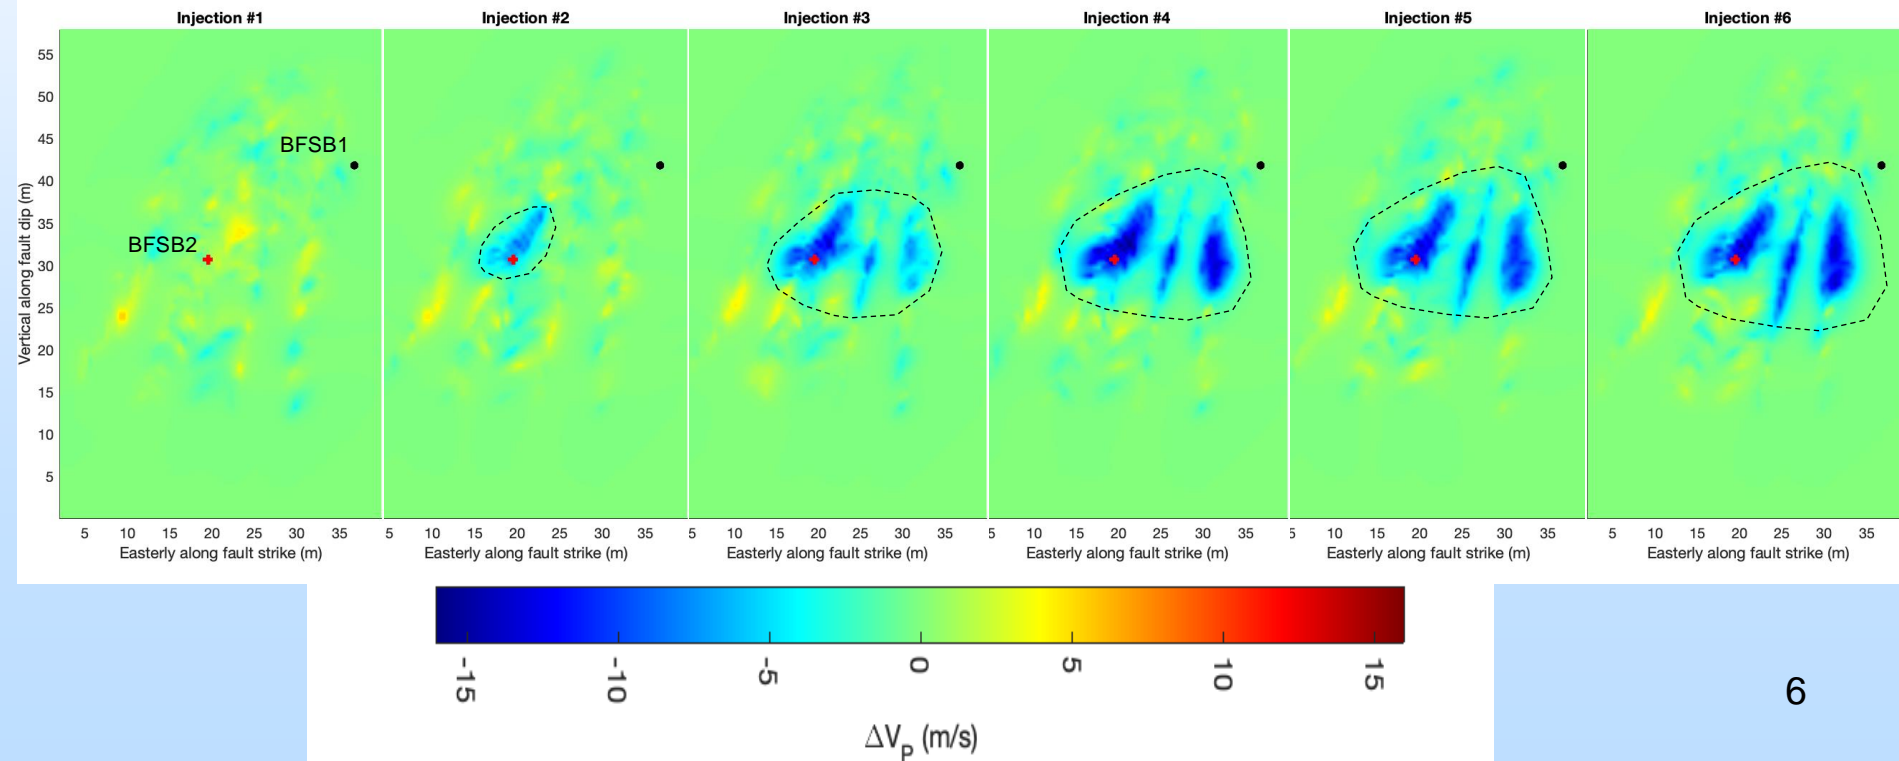 Injection #1 Injection #2 Injection #3 Injection #4 Injection #5 Injection #6
55
50
45
40
35
30
25
20
15
10
5
Vertical along fault dip (m)
BFSB1
BFSB2
5 10 15 20 25 30 35 10 15 20 25 30 35 5 10 15 20 25 30 35 5 10 15 20 25 30 35 5 10 15 20 25 30 35 5 10 15 20 25 30 35
Easterly along fault strike (m) Easterly along fault strike (m) Easterly along fault strike (m) Easterly along fault strike (m) Easterly along fault strike (m) Easterly along fault strike (m)
-15 -10 -5 0 5 10 15
ΔVP (m/s)
6